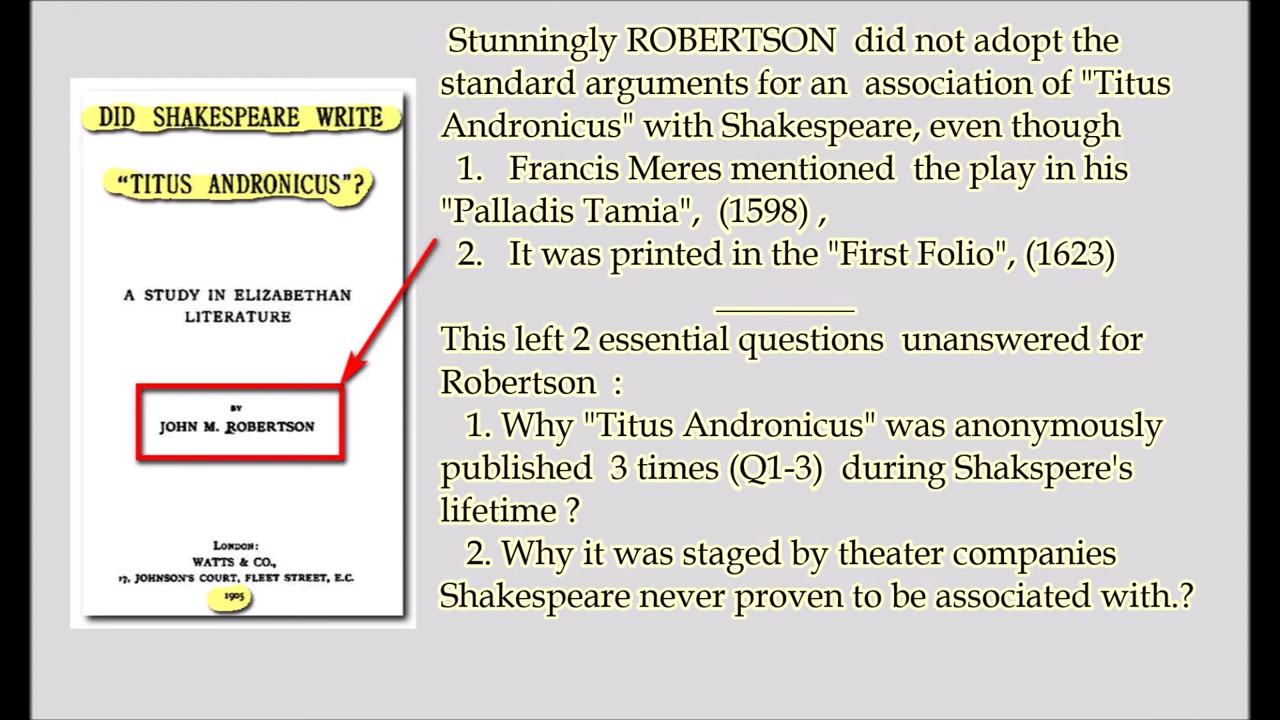 DID SHAKESPEARE WRITE
"TITUS ANDRONICUS"?
A STUDY IN ELIZABETHAN
LITERATURE
BY
JOHN M. ROBERTSON
LONDON:
WATTS & CO.,
17, JOHNSON'S COURT, FLEET STREET, E.C.
1905
Stunningly ROBERTSON did not adopt the
standard arguments for an association of "Titus
Andronicus" with Shakespeare, even though
1. Francis Meres mentioned the play in his
"Palladis Tamia", (1598) ,
2. It was printed in the "First Folio", (1623)
This left 2 essential questions unanswered for
Robertson :
1. Why "Titus Andronicus" was anonymously
published 3 times (Q1-3) during Shakspere's
lifetime ?
2. Why it was staged by theater companies
Shakespeare never proven to be associated with.?